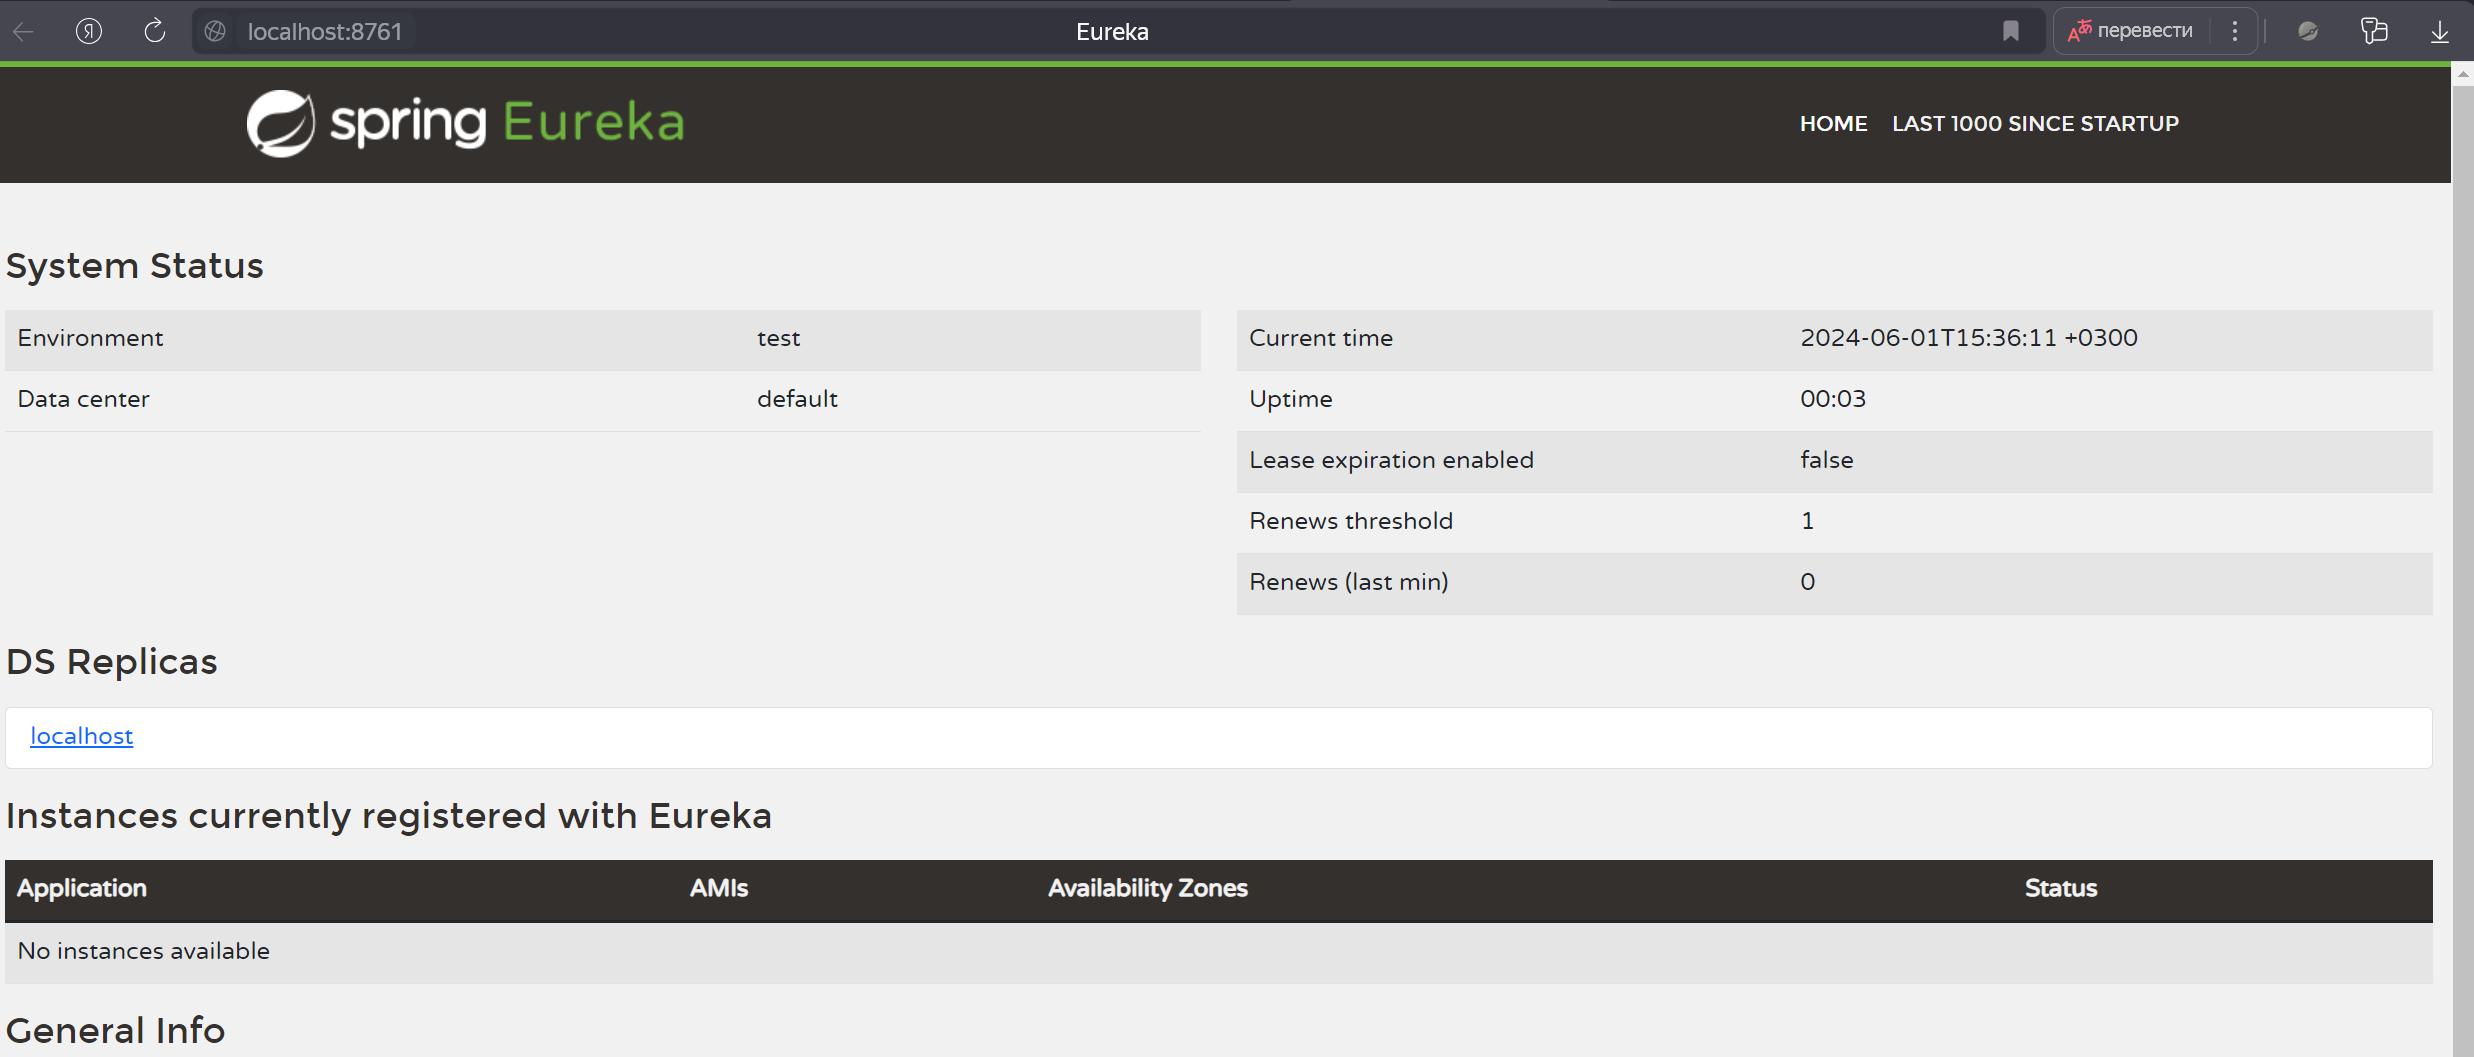 localhost:8761 Eureka перевести
spring Eureka HOME LAST 1000 SINCE STARTUP
System Status
Environment test
Data center default
Current time 2024-06-01T15:36:11 +0300
Uptime 00:03
Lease expiration enabled false
Renews threshold 1
Renews (last min) 0
DS Replicas
localhost
Instances currently registered with Eureka
Application AMIs Availability Zones Status
No instances available
General Info